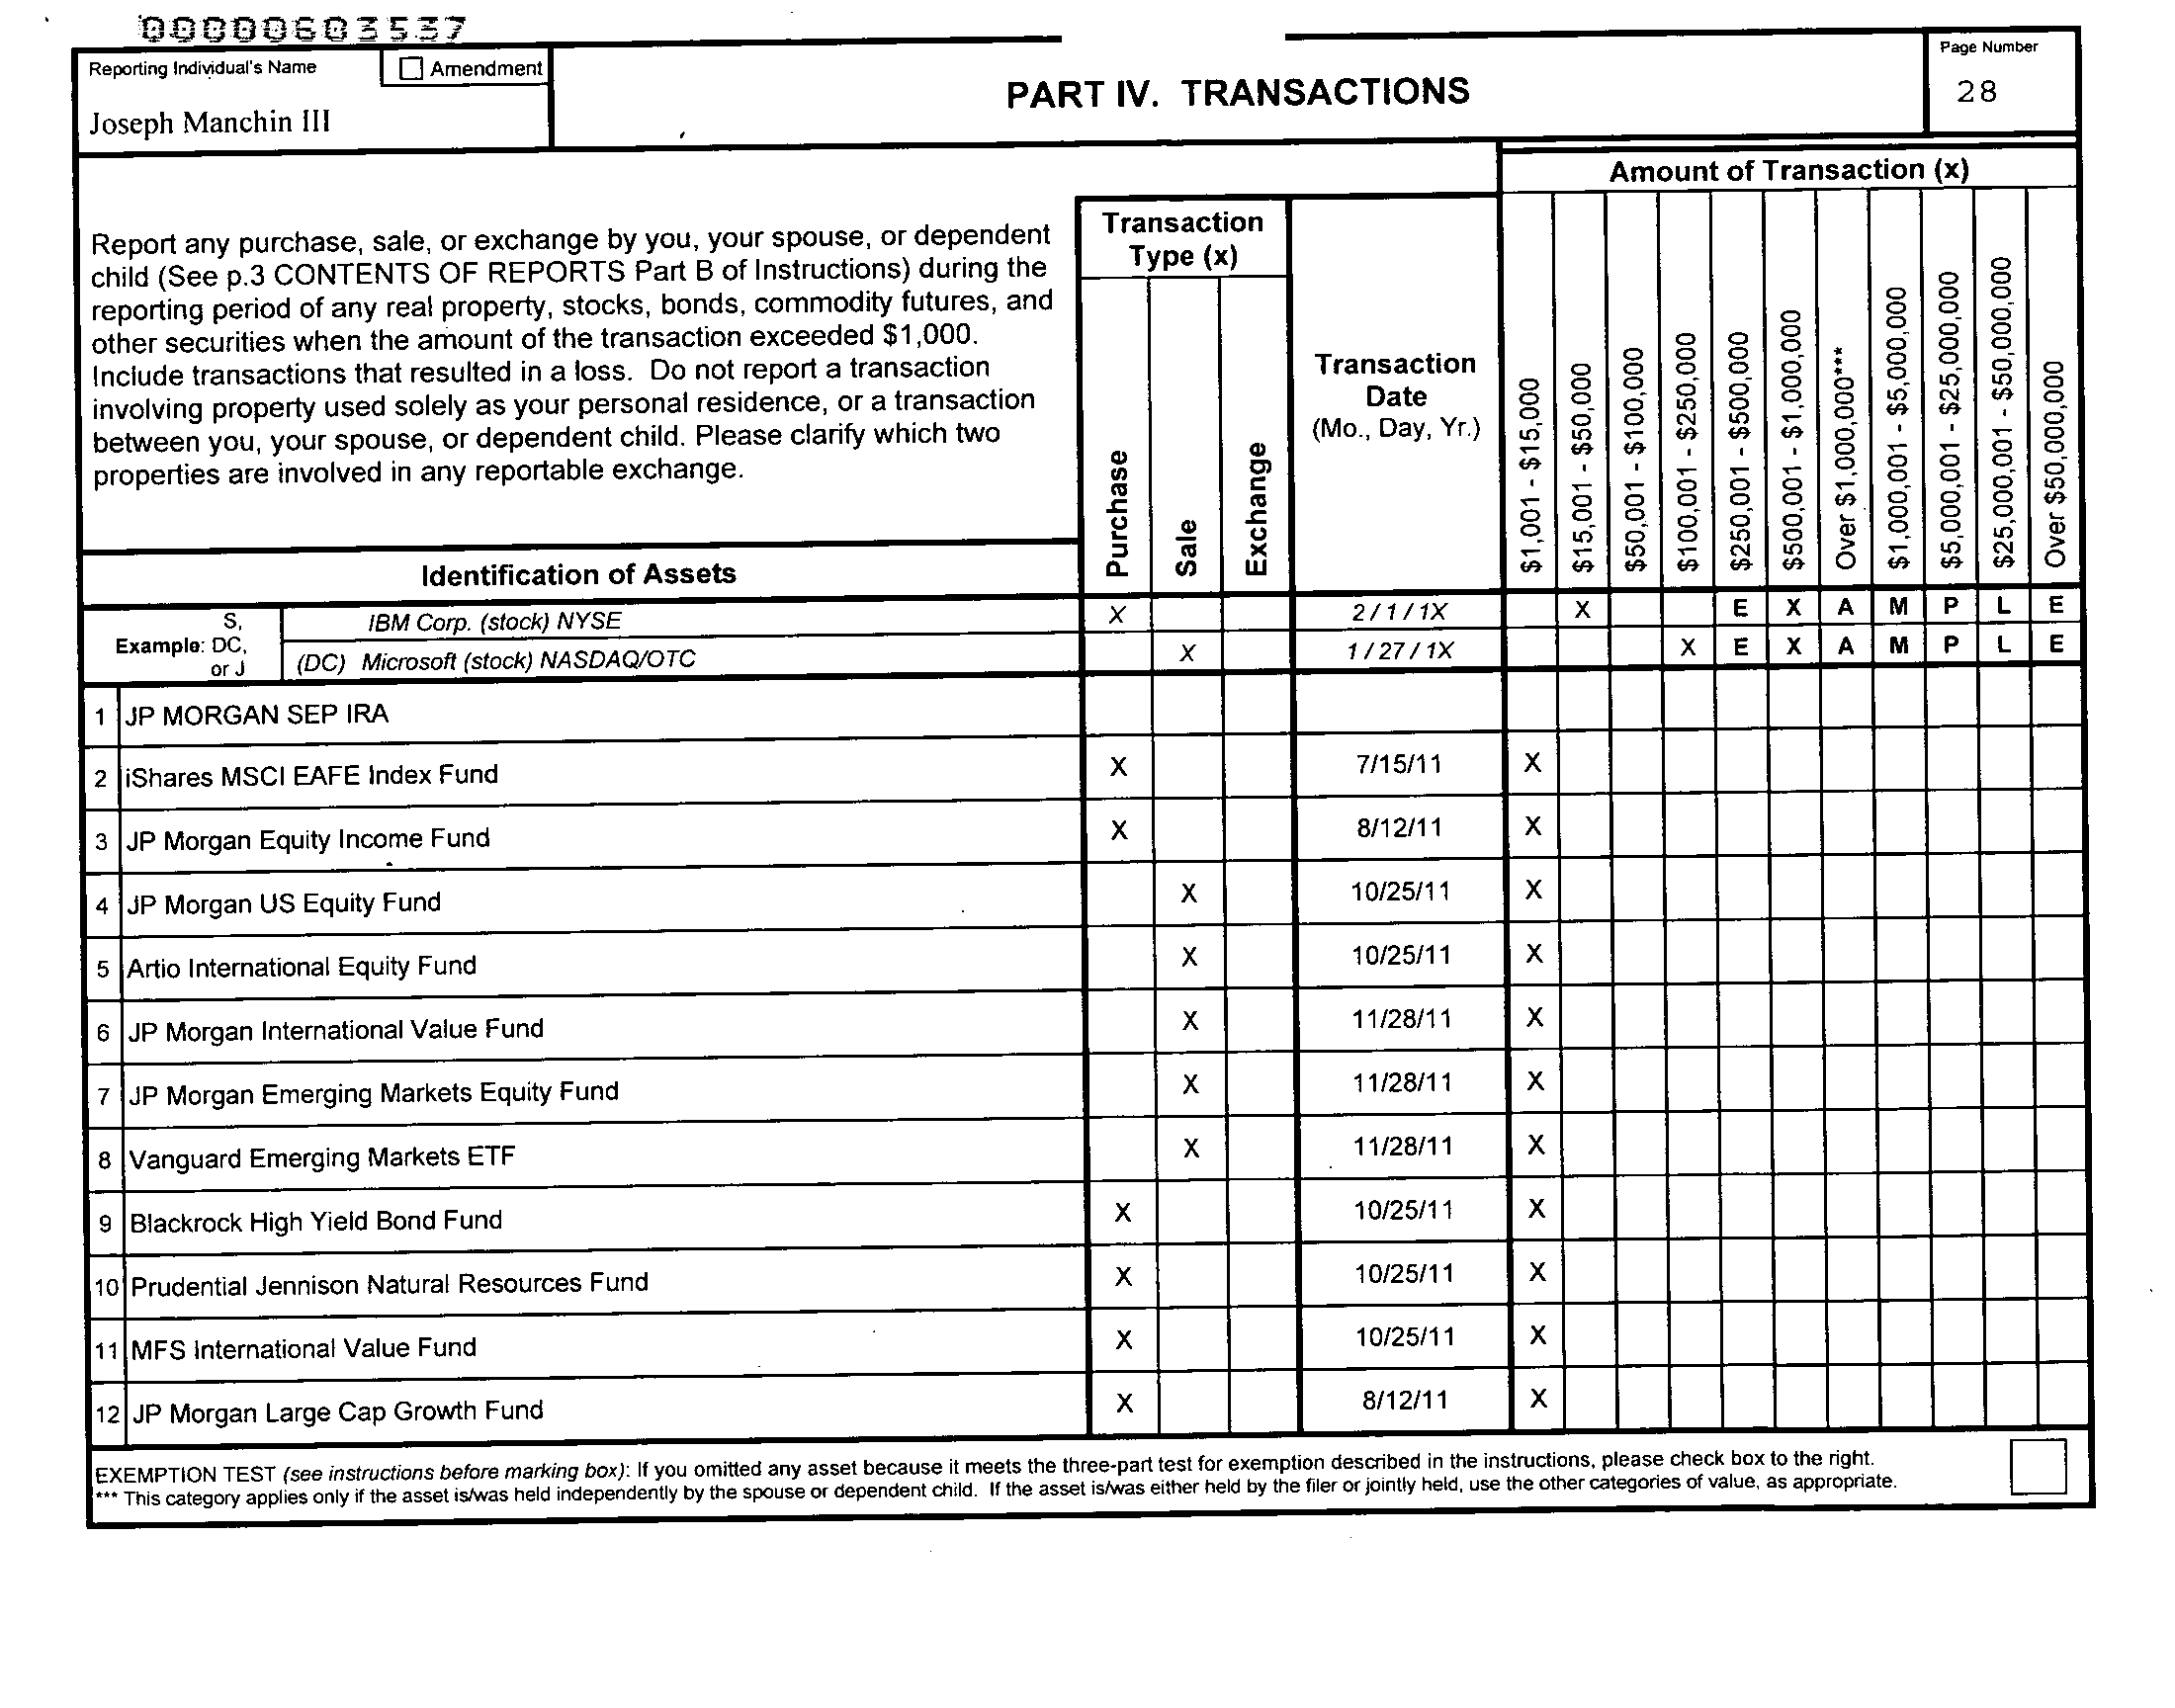 00000603537
Reporting Individual's Name
Amendment
Joseph Manchin III
PART IV. TRANSACTIONS
Page Number
28
Report any purchase, sale, or exchange by you, your spouse, or dependent
child (See p.3 CONTENTS OF REPORTS Part B of Instructions) during the
reporting period of any real property, stocks, bonds, commodity futures, and
other securities when the amount of the transaction exceeded $1,000.
Include transactions that resulted in a loss. Do not report a transaction
involving property used solely as your personal residence, or a transaction
between you, your spouse, or dependent child. Please clarify which two
properties are involved in any reportable exchange.
Identification of Assets
Transaction
Type (x)
Purchase
Sale
Exchange
Transaction
Date
(Mo., Day, Yr.)
Amount of Transaction (x)
$1,001 - $15,000
$15,001 - $50,000
$50,001 - $100,000
$100,001 - $250,000
$250,001 - $500,000
$500,001 - $1,000,000
Over $1,000,000***
$1,000,001 - $5,000,000
$5,000,001 - $25,000,000
$25,000,001 - $50,000,000
Over $50,000,000
Example: S, DC, or J
IBM Corp. (stock) NYSE X 2/1/1X X E X A M P L E
(DC) Microsoft (stock) NASDAQ/OTC X 1/27/1X X E X A M P L E
1 JP MORGAN SEP IRA
2 iShares MSCI EAFE Index Fund X 7/15/11 X
3 JP Morgan Equity Income Fund X 8/12/11 X
4 JP Morgan US Equity Fund X 10/25/11 X
5 Artio International Equity Fund X 10/25/11 X
6 JP Morgan International Value Fund X 11/28/11 X
7 JP Morgan Emerging Markets Equity Fund X 11/28/11 X
8 Vanguard Emerging Markets ETF X 11/28/11 X
9 Blackrock High Yield Bond Fund X 10/25/11 X
10 Prudential Jennison Natural Resources Fund X 10/25/11 X
11 MFS International Value Fund X 10/25/11 X
12 JP Morgan Large Cap Growth Fund X 8/12/11 X
EXEMPTION TEST (see instructions before marking box): If you omitted any asset because it meets the three-part test for exemption described in the instructions, please check box to the right.
*** This category applies only if the asset is/was held independently by the spouse or dependent child. If the asset is/was either held by the filer or jointly held, use the other categories of value, as appropriate.